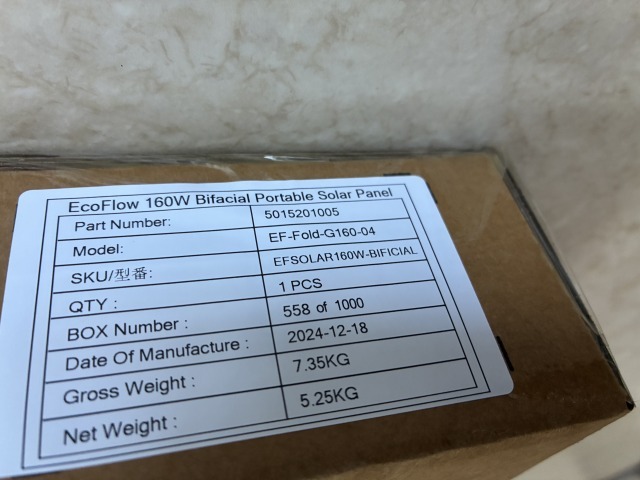 EcoFlow 160W Bifacial Portable Solar Panel
Part Number: 5015201005
Model: EF-Fold-G160-04
SKU/型番: EFSOLAR160W-BIFICIAL
QTY : 1 PCS
BOX Number : 558 of 1000
Date Of Manufacture : 2024-12-18
Gross Weight : 7.35KG
Net Weight : 5.25KG